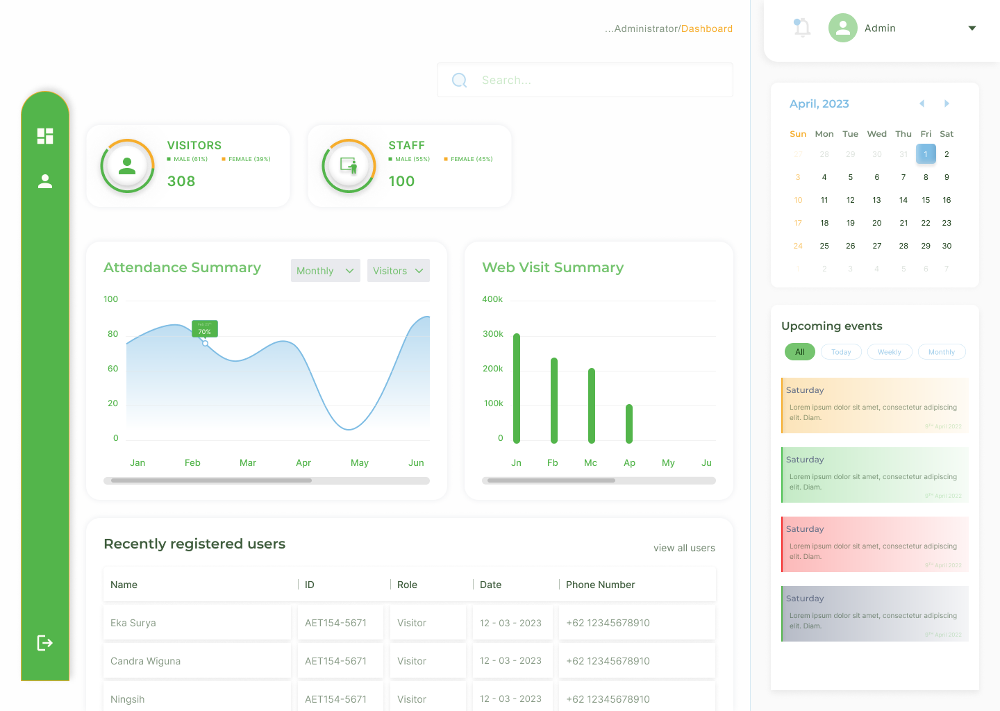 ...Administrator/Dashboard
Admin
Search...
VISITORS
MALE (61%) FEMALE (39%)
308
STAFF
MALE (55%) FEMALE (45%)
100
Attendance Summary
Monthly Visitors
100
80
60
20
0
70%
Jan Feb Mar Apr May Jun
Web Visit Summary
400k
300k
200k
100k
0
Jn Fb Mc Ap My Ju
Recently registered users
view all users
Name ID Role Date Phone Number
Eka Surya AET154-5671 Visitor 12 - 03 - 2023 +62 12345678910
Candra Wiguna AET154-5671 Visitor 12 - 03 - 2023 +62 12345678910
Ningsih AET154-5671 Visitor 12 - 03 - 2023 +62 12345678910
April, 2023
Sun Mon Tue Wed Thu Fri Sat
27 28 29 30 31 1 2
3 4 5 6 7 8 9
10 11 12 13 14 15 16
17 18 19 20 21 22 23
24 25 26 27 28 29 30
1 2 3 4 5 6 7
Upcoming events
All Today Weekly Monthly
Saturday
Lorem ipsum dolor sit amet, consectetur adipiscing
elit. Diam.
9TH April 2022
Saturday
Lorem ipsum dolor sit amet, consectetur adipiscing
elit. Diam.
9TH April 2022
Saturday
Lorem ipsum dolor sit amet, consectetur adipiscing
elit. Diam.
9TH April 2022
Saturday
Lorem ipsum dolor sit amet, consectetur adipiscing
elit. Diam.
9TH April 2022